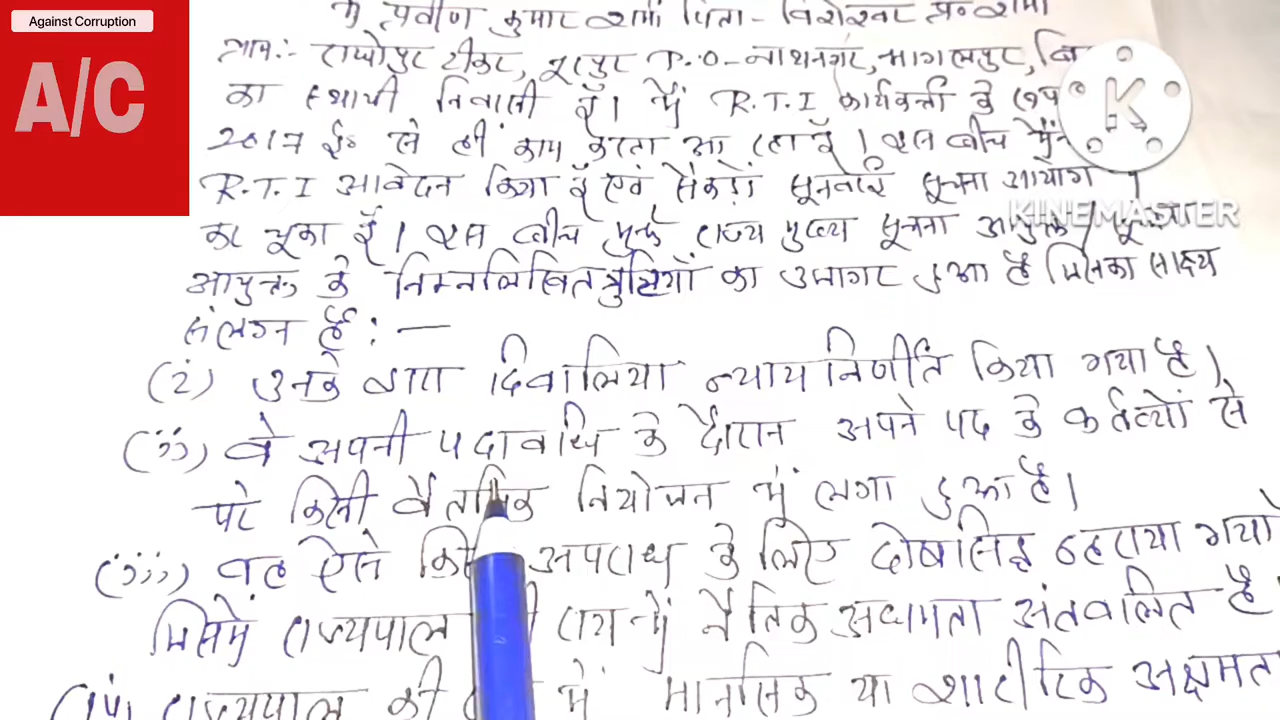 Against Corruption
A/C
मैं प्रवीण कुमार शर्मा पिता - विशेश्वर प्र० शर्मा
ग्राम:- राघोपुर टीकर, नूरपुर P.O - नाथनगर, भागलपुर,
का स्थायी निवासी हूँ। मैं R.T.I कार्यकर्त्ता के रूप
2017 ई० से ही काम करता आ रहा हूँ। इस बीच मैंने
R.T.I आवेदन किया हूँ एवं सैंकड़ों सूनवाई सूचना आयोग
कर चूका हूँ। इस बीच मुझे राज्य मुख्य सूचना आयुक्त / सूचना
आयुक्त के निम्नलिखित त्रुटियों का उजागर हुआ है जिसका साक्ष्य
संलग्न है : —
(i) उनके द्वारा दिवालिया न्यायनिर्णीत किया गया है।
(ii) वे अपनी पदावधि के दौरान अपने पद के कर्तव्यों से
परे किसी वैतनिक नियोजन में लगा हुआ है।
(iii) वह ऐसे अपराध के लिए दोषसिद्ध ठहराया गया
जिसमें राज्यपाल की राय में नैतिक अधमता अंतवलित है
(iv) राज्यपाल की में मानसिक या शारीरिक अक्षमता
K
KINEMASTER